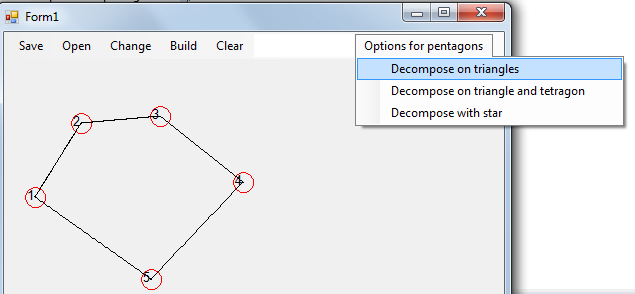 Form1
Save Open Change Build Clear Options for pentagons
Decompose on triangles
Decompose on triangle and tetragon
Decompose with star
3
2
4
1
5